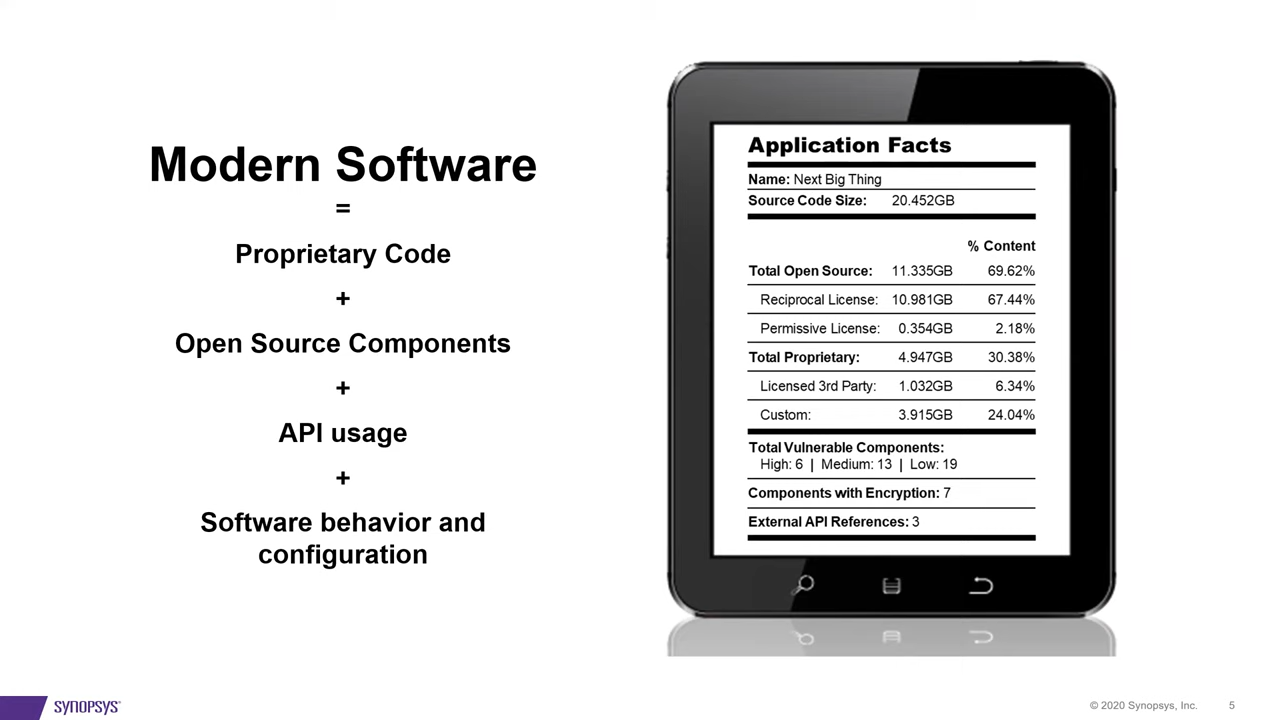 Modern Software
=
Proprietary Code
+
Open Source Components
+
API usage
+
Software behavior and
configuration
Application Facts
Name: Next Big Thing
Source Code Size: 20.452GB
% Content
Total Open Source: 11.335GB 69.62%
Reciprocal License: 10.981GB 67.44%
Permissive License: 0.354GB 2.18%
Total Proprietary: 4.947GB 30.38%
Licensed 3rd Party: 1.032GB 6.34%
Custom: 3.915GB 24.04%
Total Vulnerable Components:
High: 6 | Medium: 13 | Low: 19
Components with Encryption: 7
External API References: 3
SYNOPSYS®
© 2020 Synopsys, Inc. 5